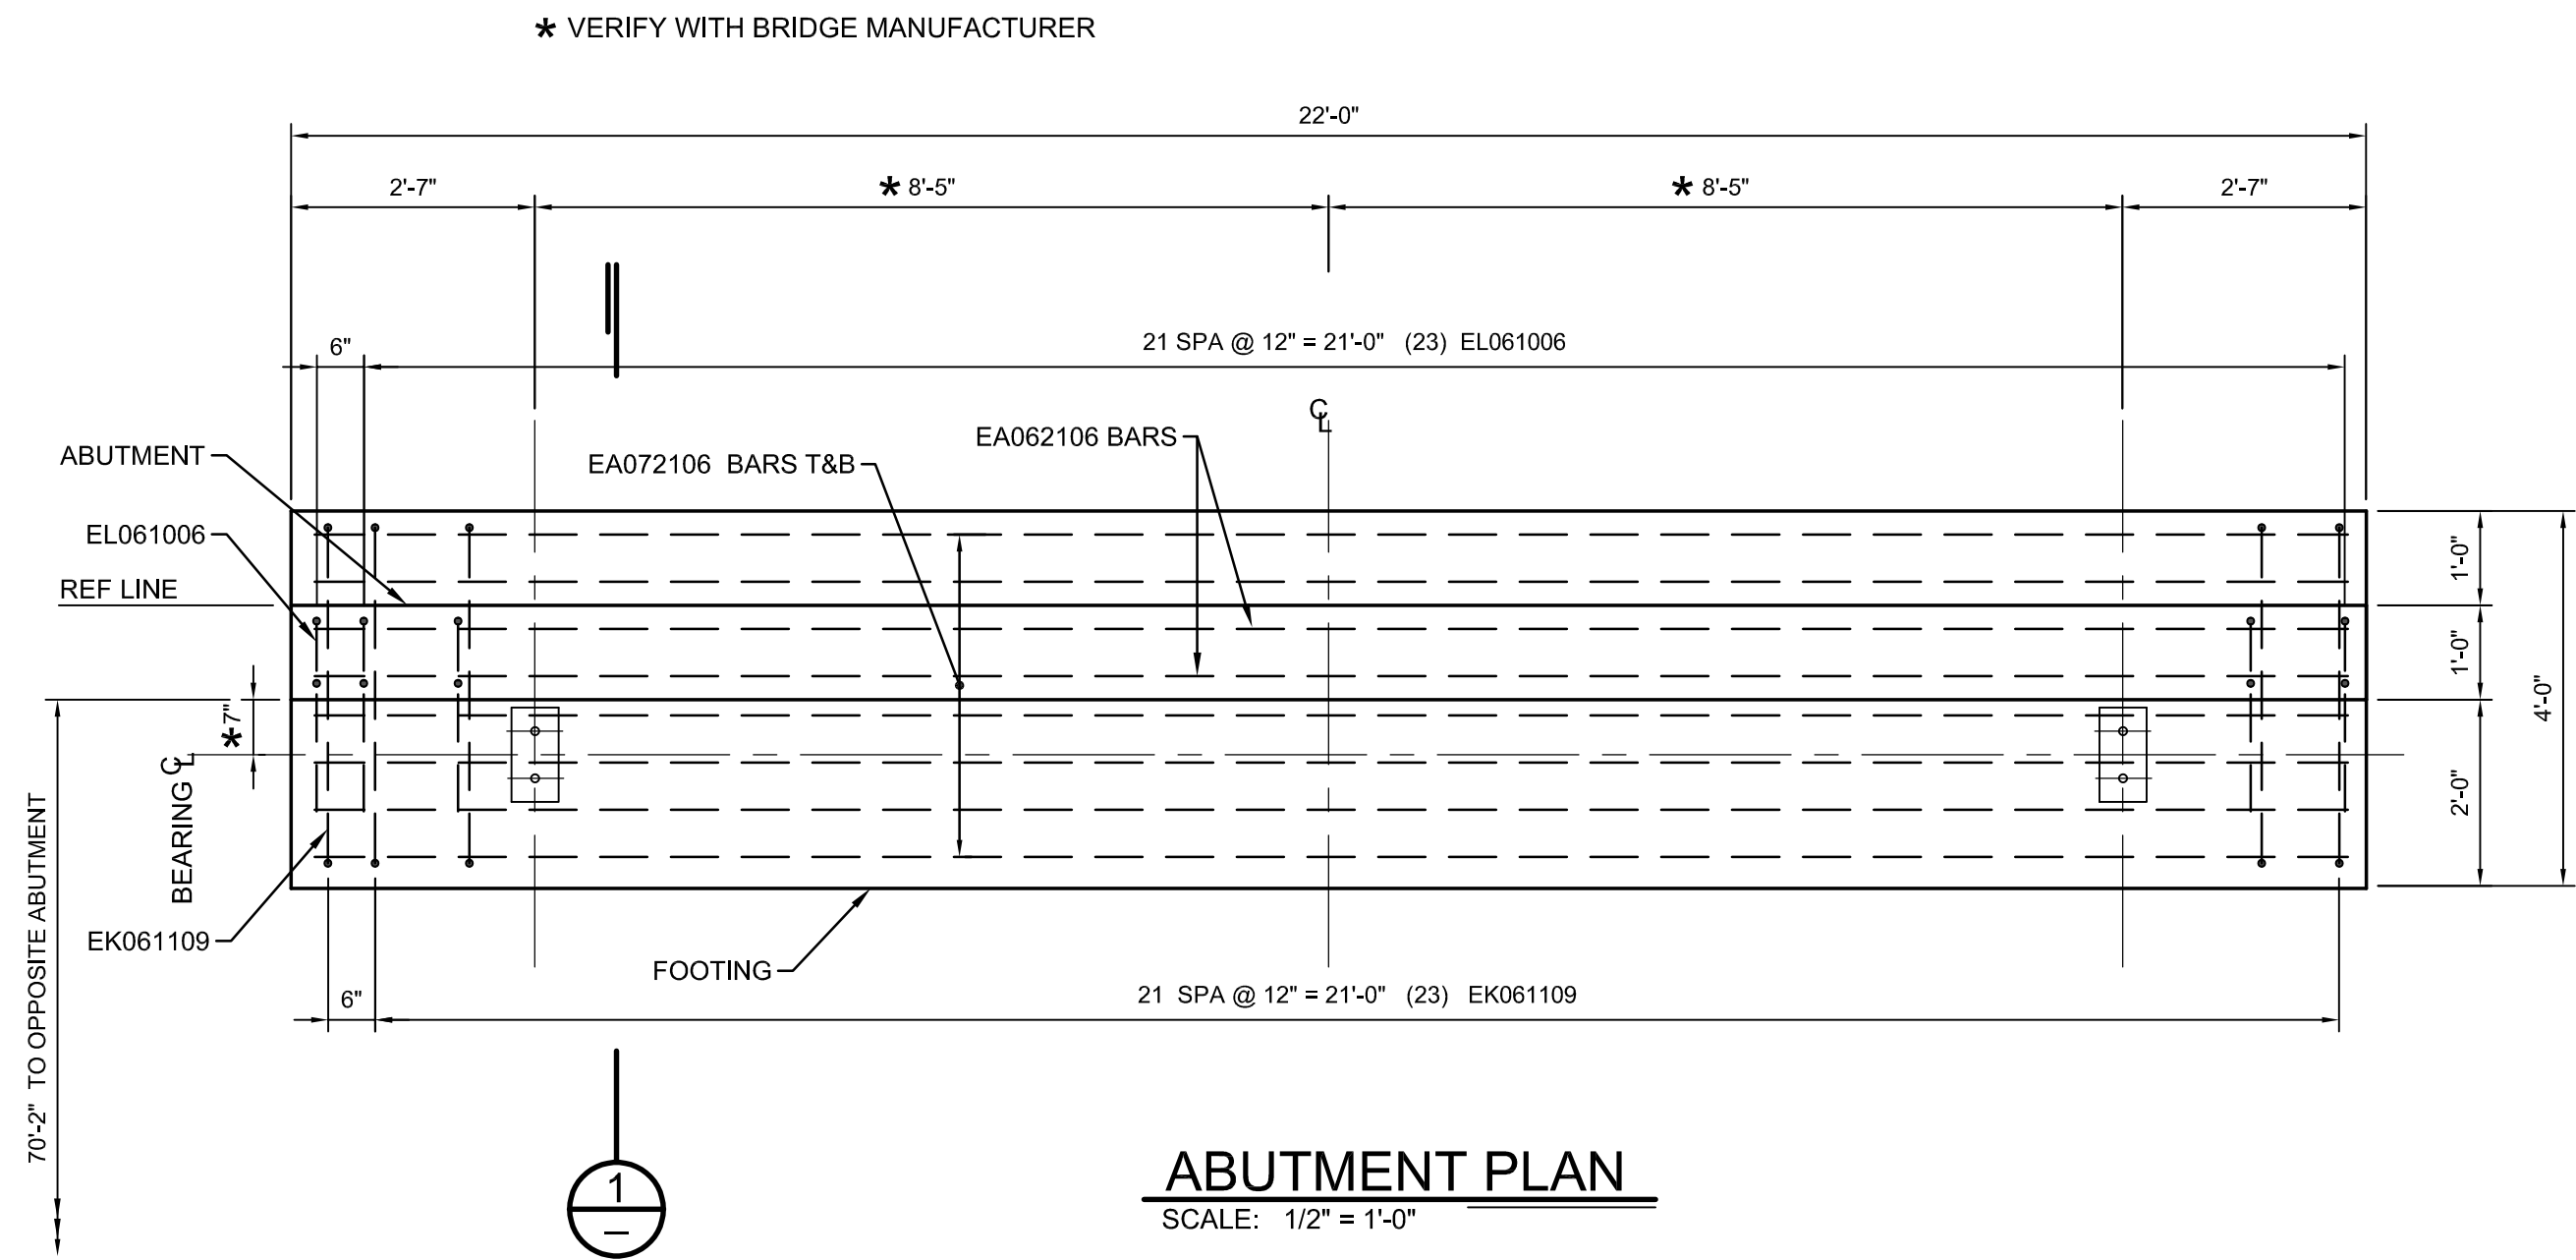 * VERIFY WITH BRIDGE MANUFACTURER
22'-0"
2'-7"
* 8'-5"
* 8'-5"
2'-7"
6"
21 SPA @ 12" = 21'-0" (23) EL061006
CL
ABUTMENT
EA072106 BARS T&B
EA062106 BARS
EL061006
REF LINE
1'-0"
1'-0"
2'-0"
4'-0"
* 7"
BEARING CL
70'-2" TO OPPOSITE ABUTMENT
EK061109
FOOTING
6"
21 SPA @ 12" = 21'-0" (23) EK061109
1
–
ABUTMENT PLAN
SCALE: 1/2" = 1'-0"